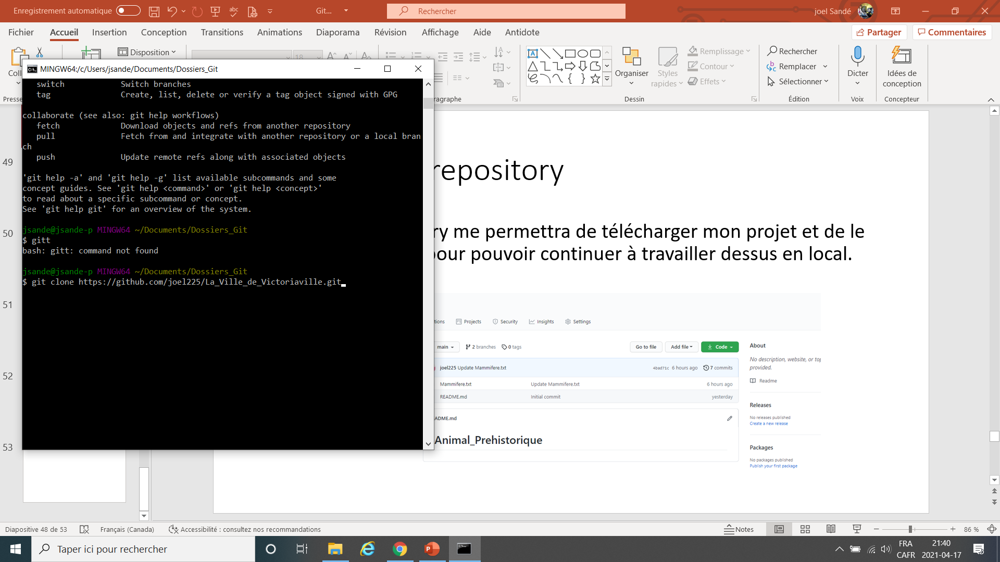 Enregistrement automatique
Git...
Rechercher
joel Sandé
Fichier Accueil Insertion Conception Transitions Animations Diaporama Révision Affichage Aide Antidote
Partager Commentaires
Disposition
18
Organiser
Styles
rapides
Remplissage
Contour
Effets
Rechercher
Remplacer
Sélectionner
Dicter
Idées de
conception
Coll
Presse
ragraphe
Dessin
Édition
Voix
Concepteur
MINGW64:/c/Users/jsande/Documents/Dossiers_Git
switch Switch branches
tag Create, list, delete or verify a tag object signed with GPG
collaborate (see also: git help workflows)
fetch Download objects and refs from another repository
pull Fetch from and integrate with another repository or a local bran
ch
push Update remote refs along with associated objects
'git help -a' and 'git help -g' list available subcommands and some
concept guides. See 'git help <command>' or 'git help <concept>'
to read about a specific subcommand or concept.
See 'git help git' for an overview of the system.
jsande@jsande-p MINGW64 ~/Documents/Dossiers_Git
$ gitt
bash: gitt: command not found
jsande@jsande-p MINGW64 ~/Documents/Dossiers_Git
$ git clone https://github.com/joel225/La_Ville_de_Victoriaville.git
49
50
51
52
53
repository
ry me permettra de télécharger mon projet et de le
pour pouvoir continuer à travailler dessus en local.
tions Projects Security Insights Settings
main 2 branches 0 tags Go to file Add file Code
joel225 Update Mammifere.txt 4bad71c 6 hours ago 7 commits
Mammifere.txt Update Mammifere.txt 6 hours ago
README.md Initial commit yesterday
ADME.md
Animal_Prehistorique
About
No description, website, or top
provided.
Readme
Releases
No releases published
Create a new release
Packages
No packages published
Publish your first package
Diapositive 48 de 53
Français (Canada)
Accessibilité : consultez nos recommandations
Notes
86 %
Taper ici pour rechercher
FRA
CAFR
21:40
2021-04-17